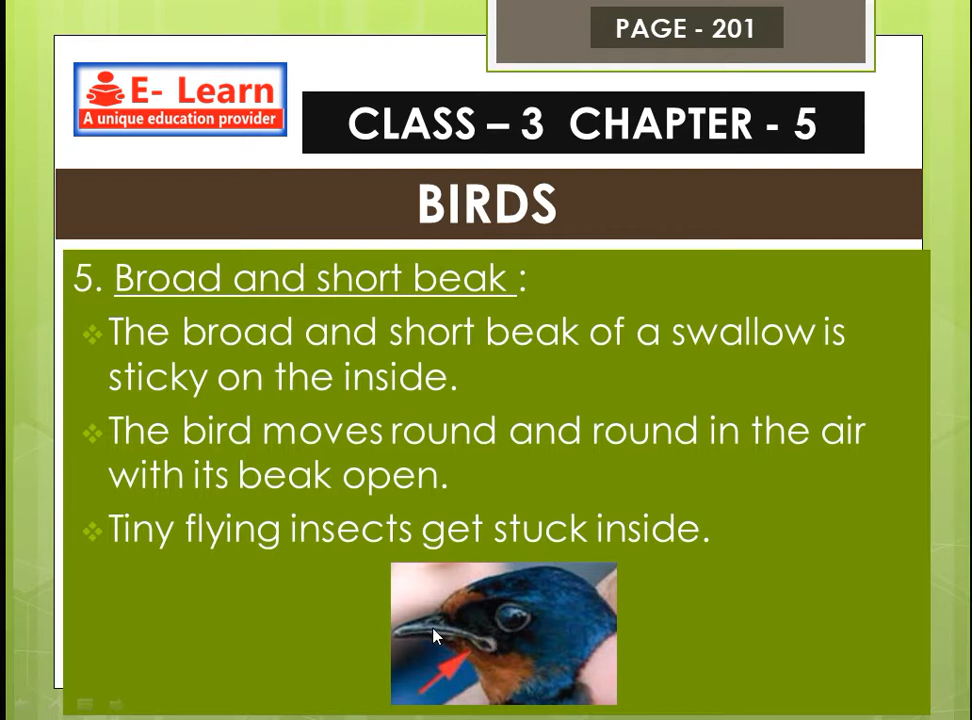 PAGE - 201
E- Learn
A unique education provider
CLASS – 3 CHAPTER - 5
BIRDS
5. Broad and short beak :
The broad and short beak of a swallow is
sticky on the inside.
The bird moves round and round in the air
with its beak open.
Tiny flying insects get stuck inside.